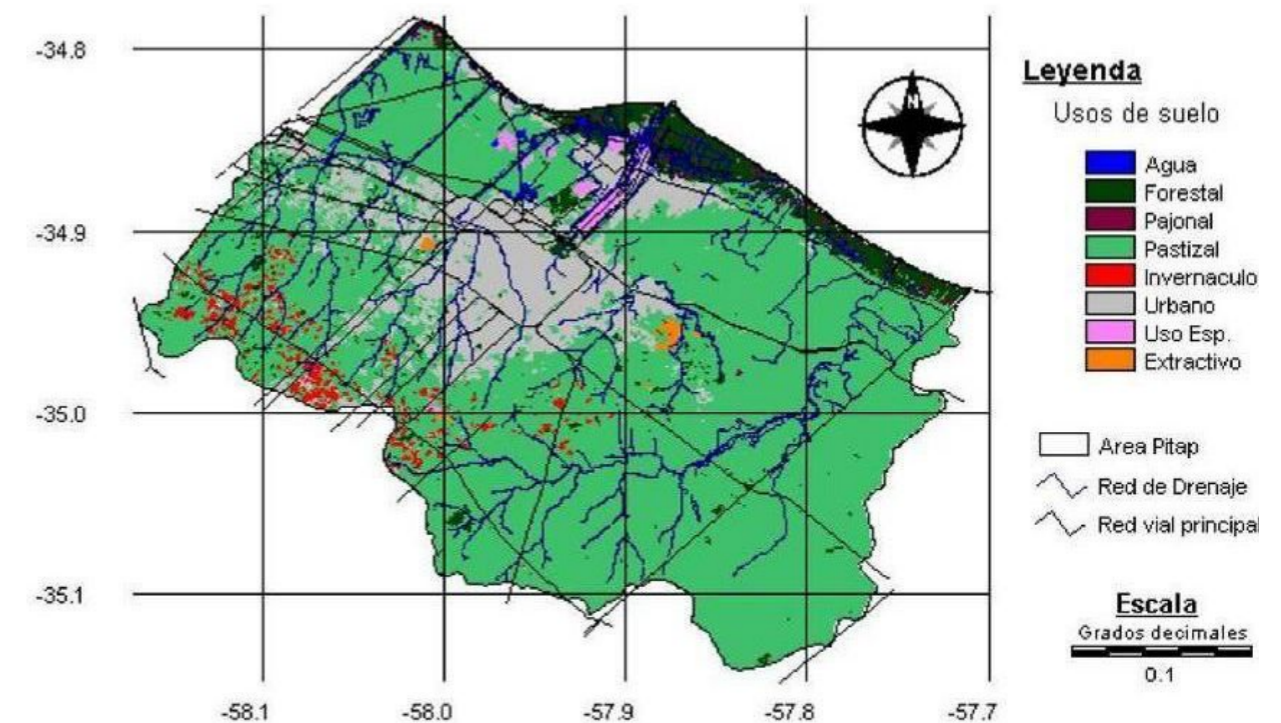 -34.8
-34.9
-35.0
-35.1
-58.1
-58.0
-57.9
-57.8
-57.7
Leyenda
Usos de suelo
Agua
Forestal
Pajonal
Pastizal
Invernaculo
Urbano
Uso Esp.
Extractivo
Area Pitap
Red de Drenaje
Red vial principal
Escala
Grados decimales
0.1